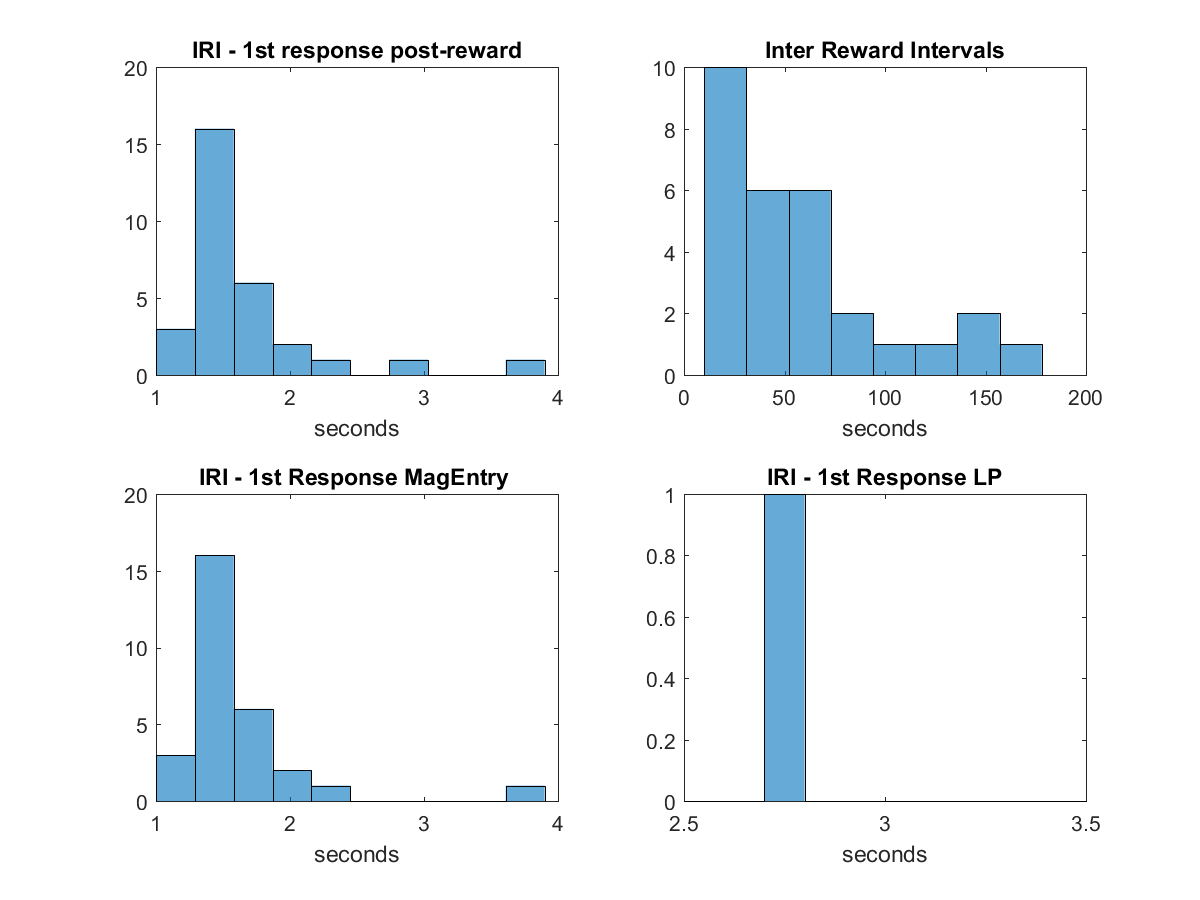 IRI - 1st response post-reward
20
15
10
5
0
1 2 3 4
seconds
Inter Reward Intervals
10
8
6
4
2
0
0 50 100 150 200
seconds
IRI - 1st Response MagEntry
20
15
10
5
0
1 2 3 4
seconds
IRI - 1st Response LP
1
0.8
0.6
0.4
0.2
0
2.5 3 3.5
seconds